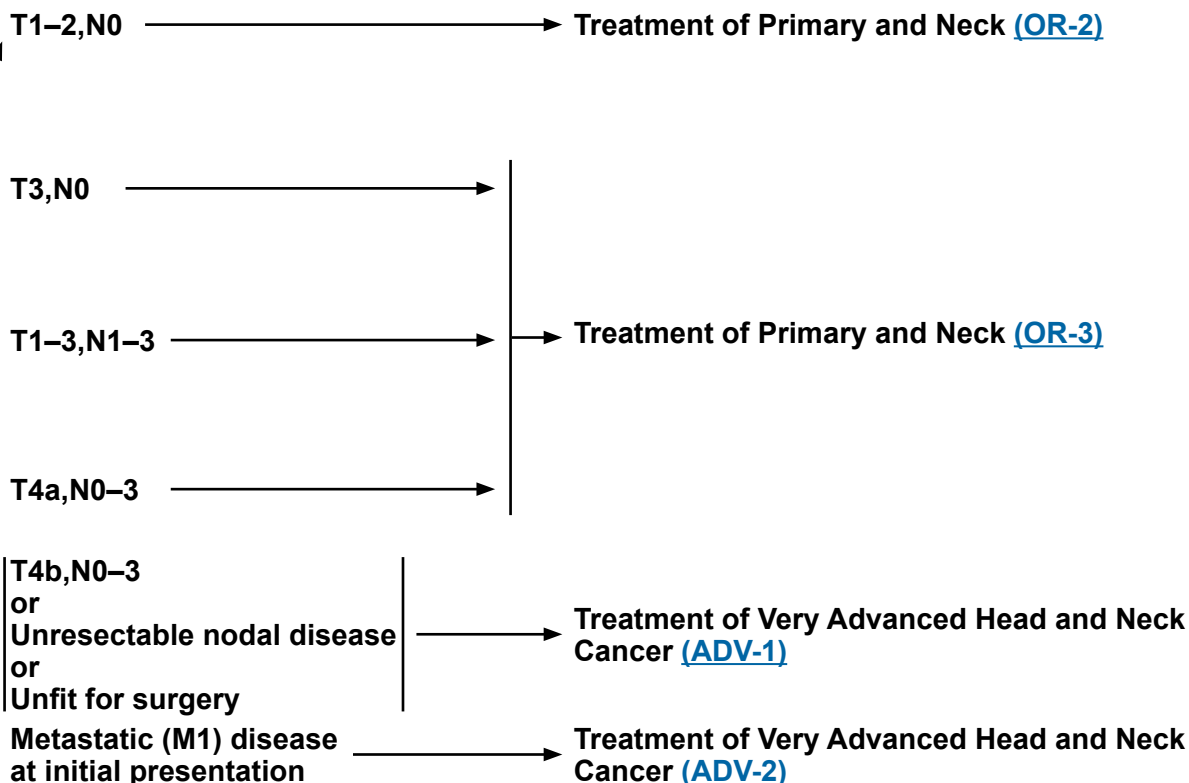 T1–2,N0
Treatment of Primary and Neck (OR-2)
T3,N0
T1–3,N1–3
Treatment of Primary and Neck (OR-3)
T4a,N0–3
T4b,N0–3
or
Unresectable nodal disease
or
Unfit for surgery
Treatment of Very Advanced Head and Neck
Cancer (ADV-1)
Metastatic (M1) disease
at initial presentation
Treatment of Very Advanced Head and Neck
Cancer (ADV-2)